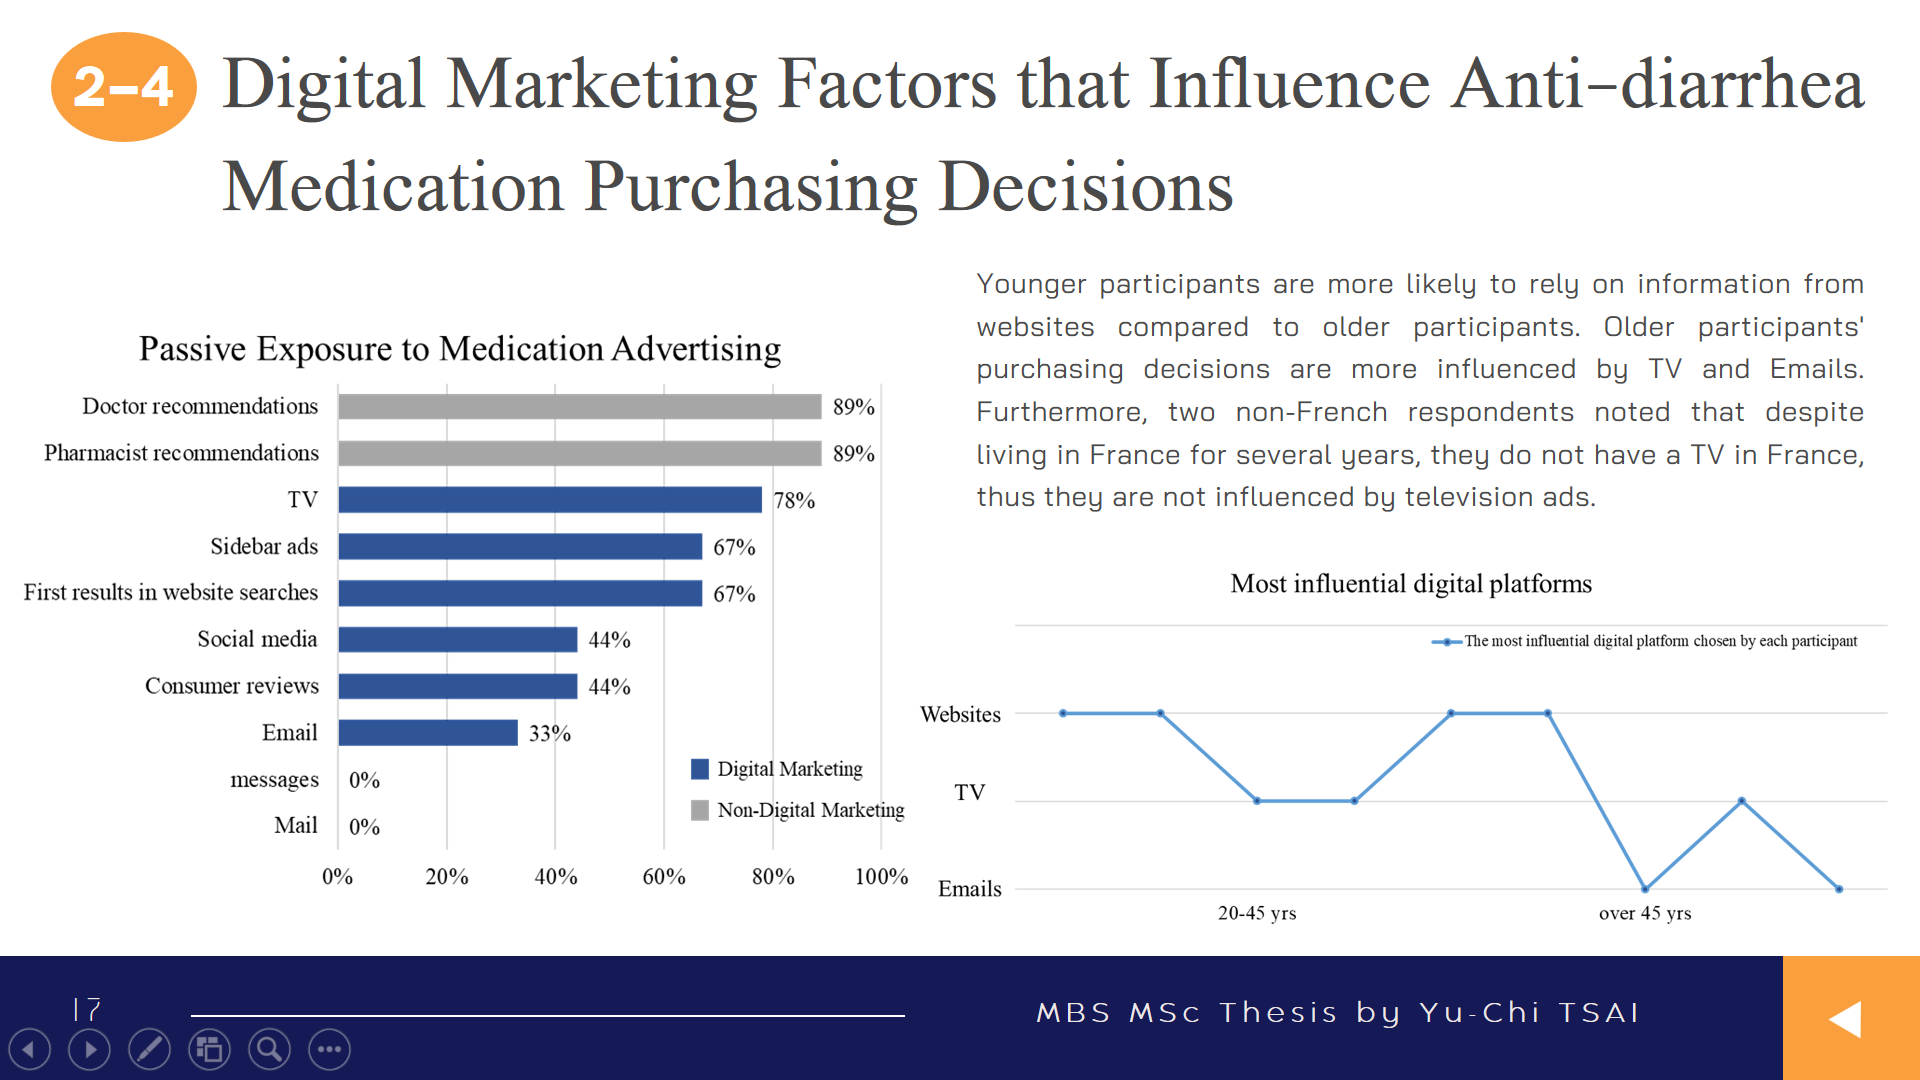 2–4
Digital Marketing Factors that Influence Anti–diarrhea
Medication Purchasing Decisions
Passive Exposure to Medication Advertising
Doctor recommendations 89%
Pharmacist recommendations 89%
TV 78%
Sidebar ads 67%
First results in website searches 67%
Social media 44%
Consumer reviews 44%
Email 33%
messages 0%
Mail 0%
Digital Marketing
Non-Digital Marketing
0% 20% 40% 60% 80% 100%
Younger participants are more likely to rely on information from
websites compared to older participants. Older participants'
purchasing decisions are more influenced by TV and Emails.
Furthermore, two non-French respondents noted that despite
living in France for several years, they do not have a TV in France,
thus they are not influenced by television ads.
Most influential digital platforms
The most influential digital platform chosen by each participant
Websites
TV
Emails
20-45 yrs over 45 yrs
17
MBS MSc Thesis by Yu-Chi TSAI